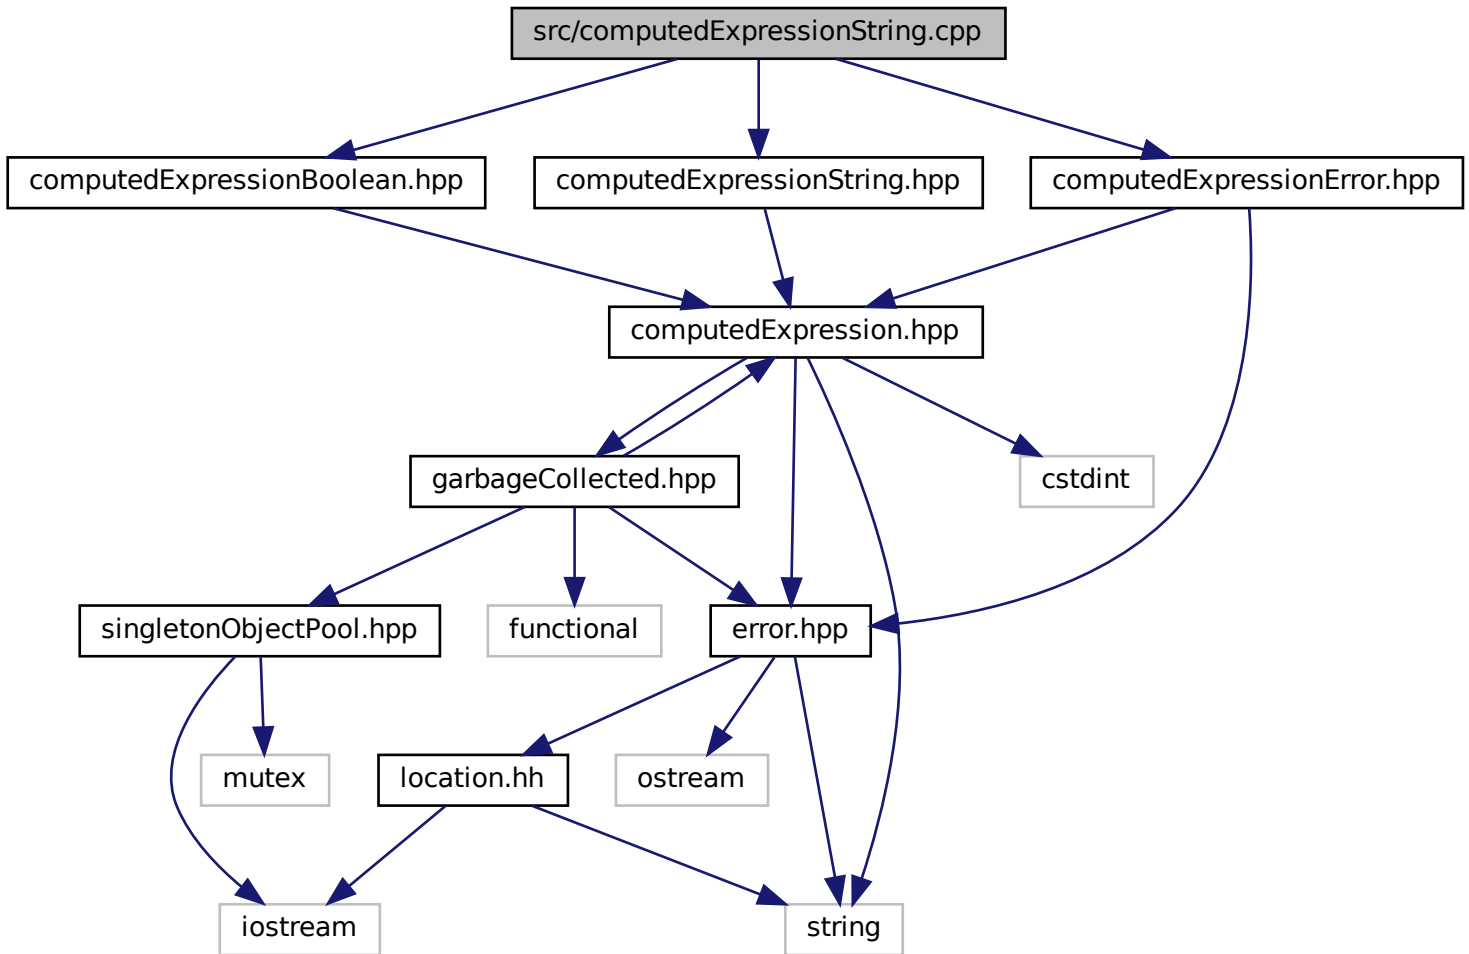 src/computedExpressionString.cpp
computedExpressionBoolean.hpp
computedExpressionString.hpp
computedExpressionError.hpp
computedExpression.hpp
garbageCollected.hpp
cstdint
singletonObjectPool.hpp
functional
error.hpp
mutex
location.hh
ostream
iostream
string